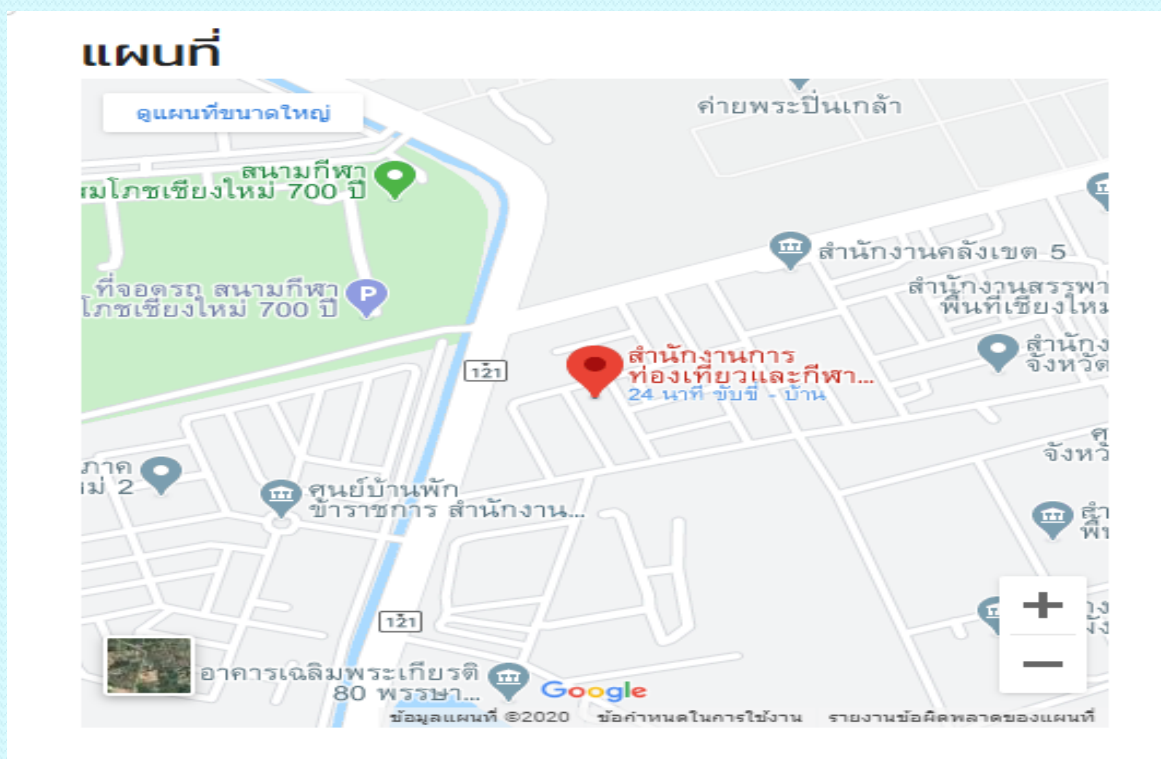 แผนที่
ดูแผนที่ขนาดใหญ่
ค่ายพระปิ่นเกล้า
สนามกีฬา
สมโภชเชียงใหม่ 700 ปี
สำนักงานคลังเขต 5
ที่จอดรถ สนามกีฬา
โภชเชียงใหม่ 700 ปี
สำนักงานสรรพา
พื้นที่เชียงใหม
สำนักง
จังหวัด
121
สำนักงานการ
ท่องเที่ยวและกีฬา...
24 นาที ขับขี่ - บ้าน
ศ
จังหวั
ภาค
ม่ 2
ศูนย์บ้านพัก
ข้าราชการ สำนักงาน...
สำ
พื้น
121
อาคารเฉลิมพระเกียรติ
80 พรรษา...
Google
ข้อมูลแผนที่ ©2020 ข้อกำหนดในการใช้งาน รายงานข้อผิดพลาดของแผนที่